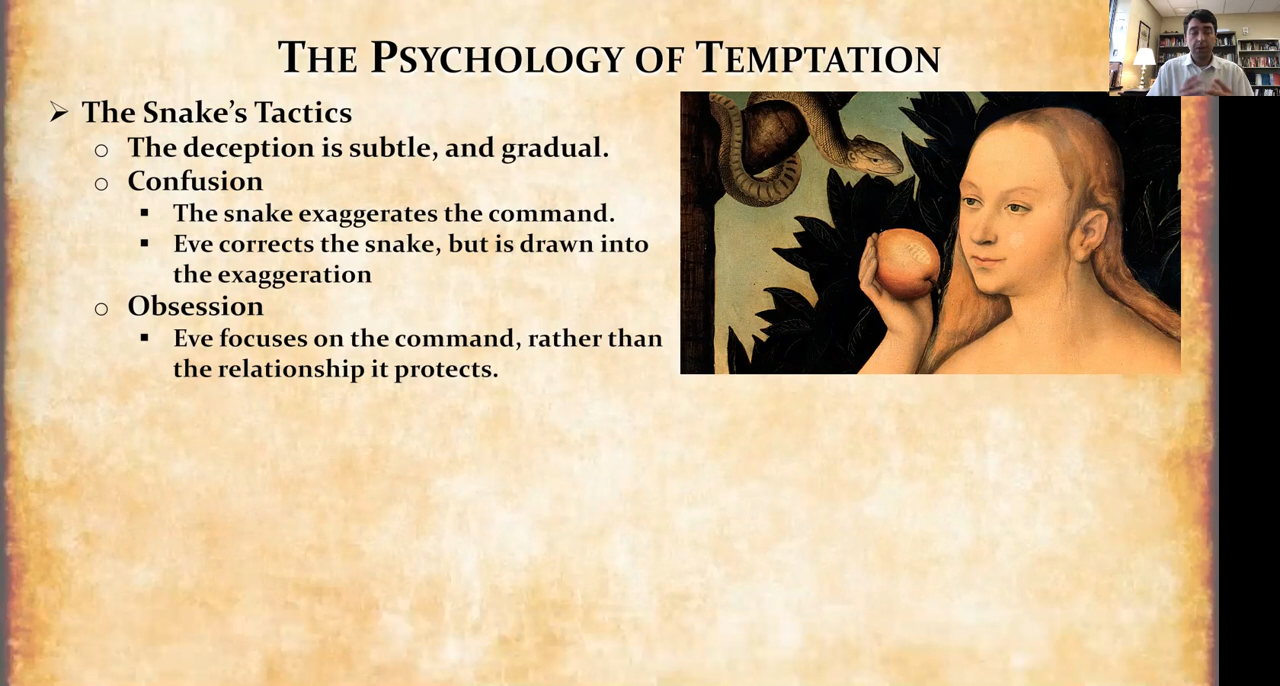 THE PSYCHOLOGY OF TEMPTATION
The Snake's Tactics
The deception is subtle, and gradual.
Confusion
The snake exaggerates the command.
Eve corrects the snake, but is drawn into
the exaggeration
Obsession
Eve focuses on the command, rather than
the relationship it protects.